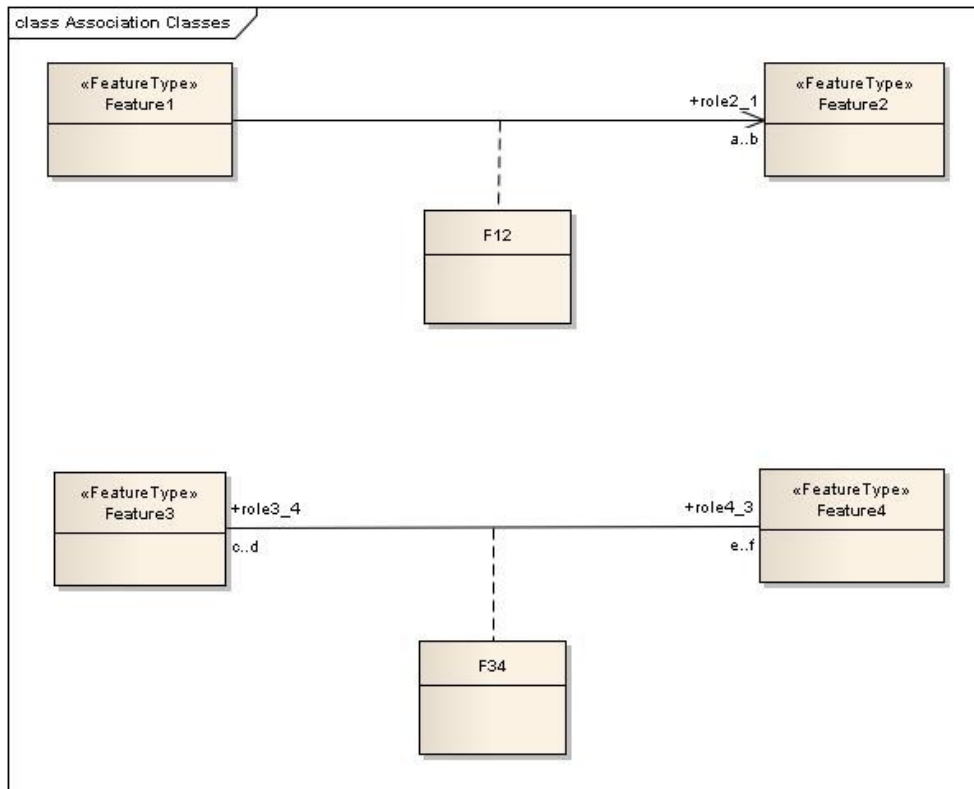 class Association Classes
«FeatureType»
Feature1
+role2_1
a..b
«FeatureType»
Feature2
F12
«FeatureType»
Feature3
+role3_4
c..d
+role4_3
e..f
«FeatureType»
Feature4
F34